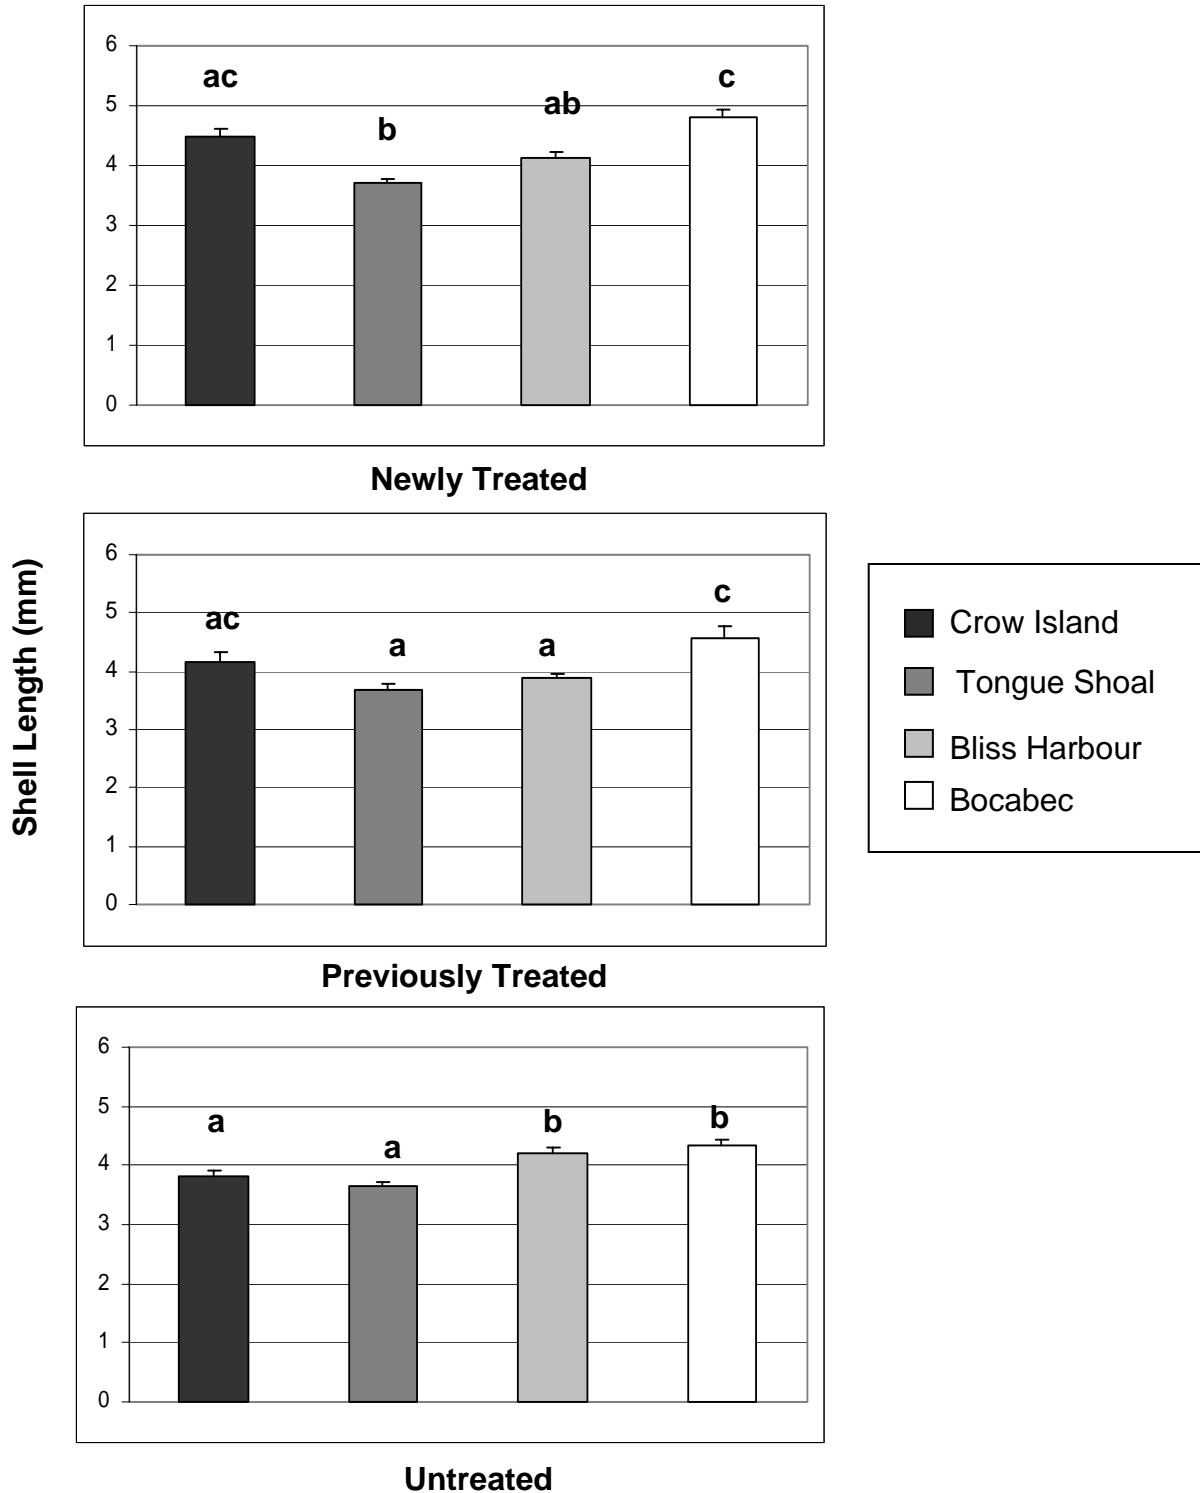 6
5
4
3
2
1
0
ac
b
ab
c
Newly Treated
Shell Length (mm)
6
5
4
3
2
1
0
ac
a
a
c
Previously Treated
Crow Island
Tongue Shoal
Bliss Harbour
Bocabec
6
5
4
3
2
1
0
a
a
b
b
Untreated